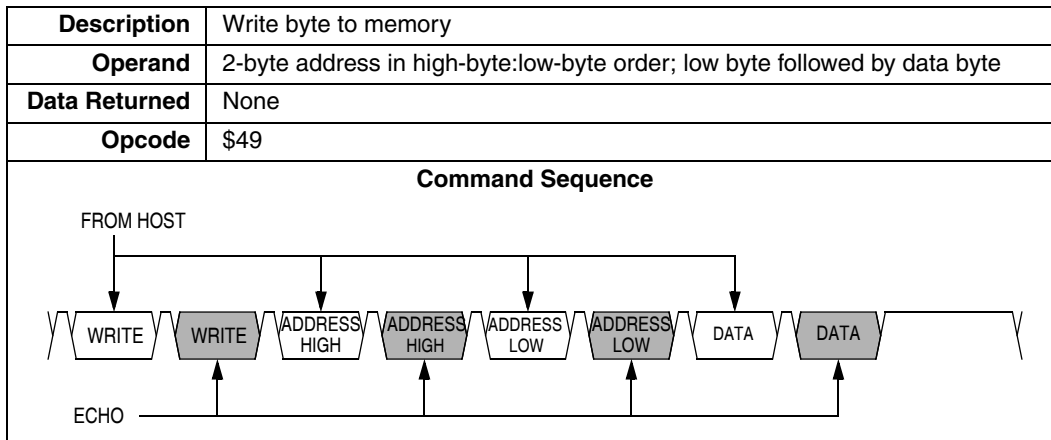 Description Write byte to memory
Operand 2-byte address in high-byte:low-byte order; low byte followed by data byte
Data Returned None
Opcode $49
Command Sequence
FROM HOST
WRITE WRITE ADDRESS HIGH ADDRESS HIGH ADDRESS LOW ADDRESS LOW DATA DATA
ECHO